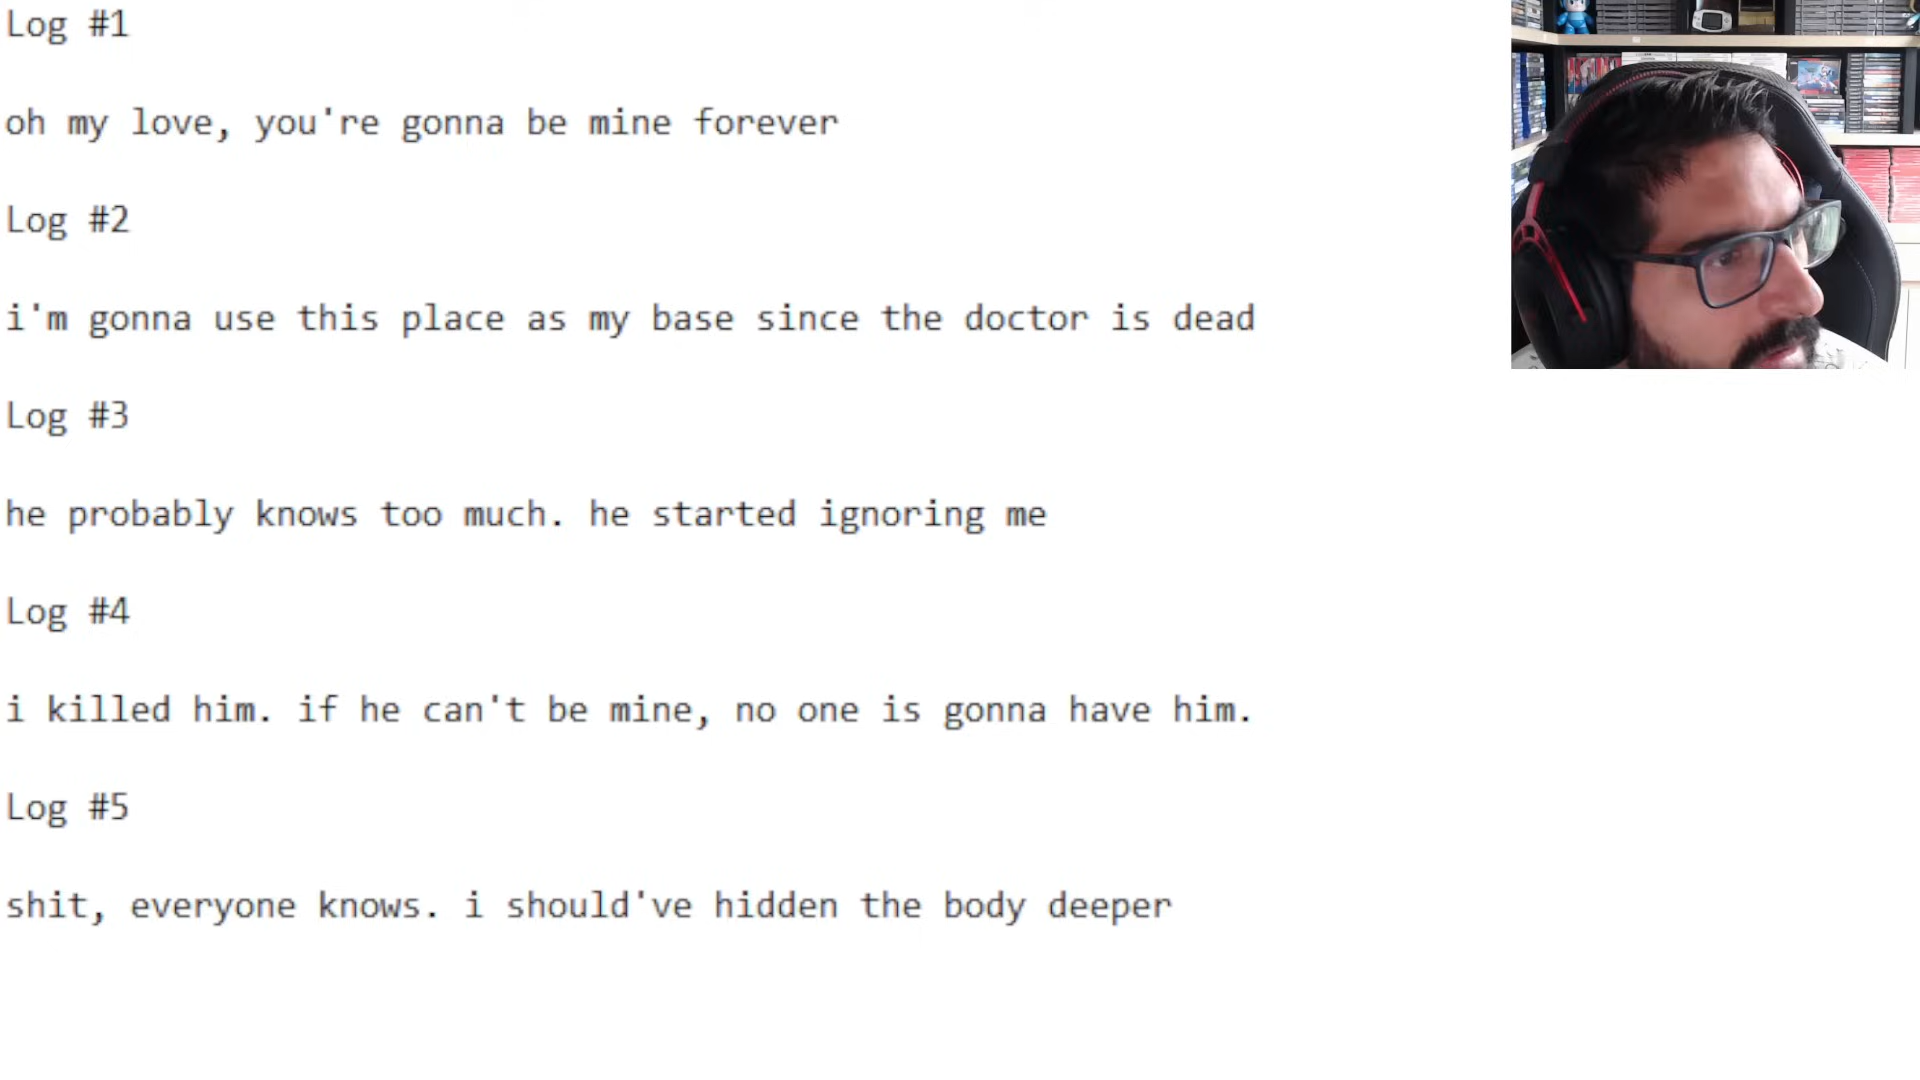 Log #1
oh my love, you're gonna be mine forever
Log #2
i'm gonna use this place as my base since the doctor is dead
Log #3
he probably knows too much. he started ignoring me
Log #4
i killed him. if he can't be mine, no one is gonna have him.
Log #5
shit, everyone knows. i should've hidden the body deeper